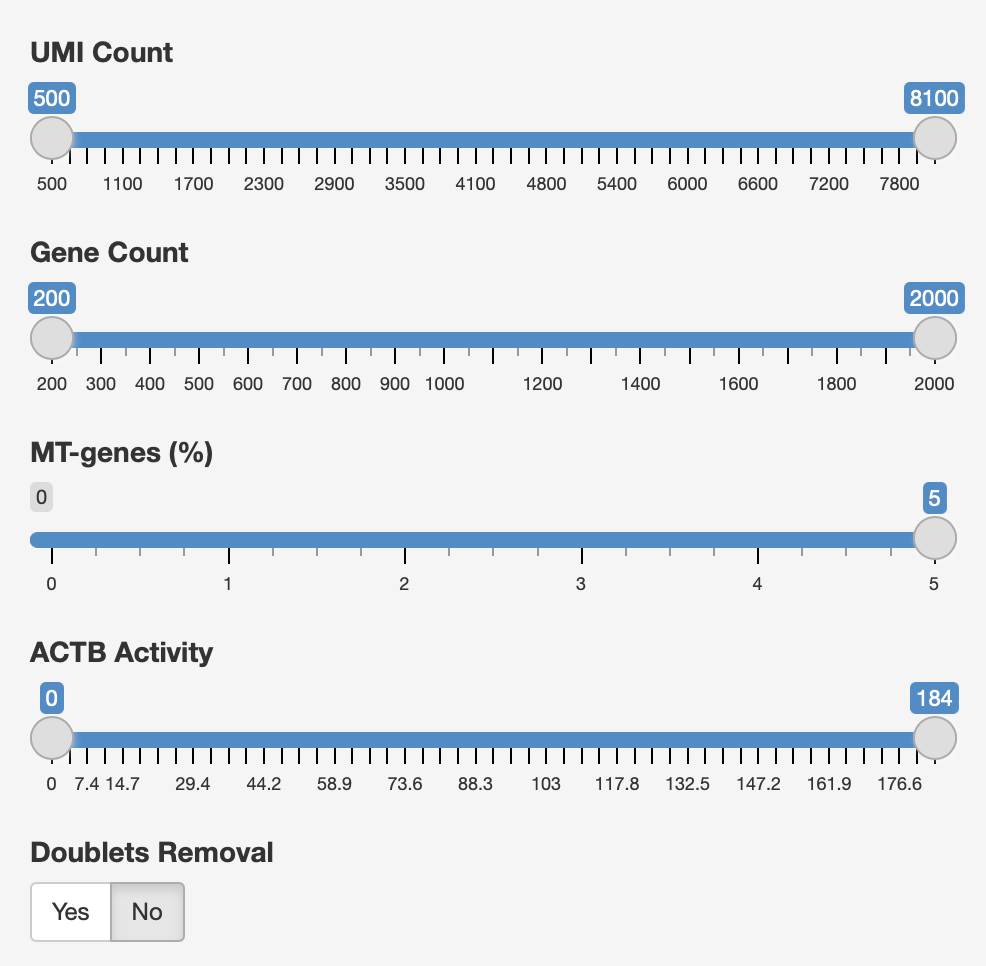 UMI Count
500 8100
500 1100 1700 2300 2900 3500 4100 4800 5400 6000 6600 7200 7800
Gene Count
200 2000
200 300 400 500 600 700 800 900 1000 1200 1400 1600 1800 2000
MT-genes (%)
0 5
0 1 2 3 4 5
ACTB Activity
0 184
0 7.4 14.7 29.4 44.2 58.9 73.6 88.3 103 117.8 132.5 147.2 161.9 176.6
Doublets Removal
Yes No